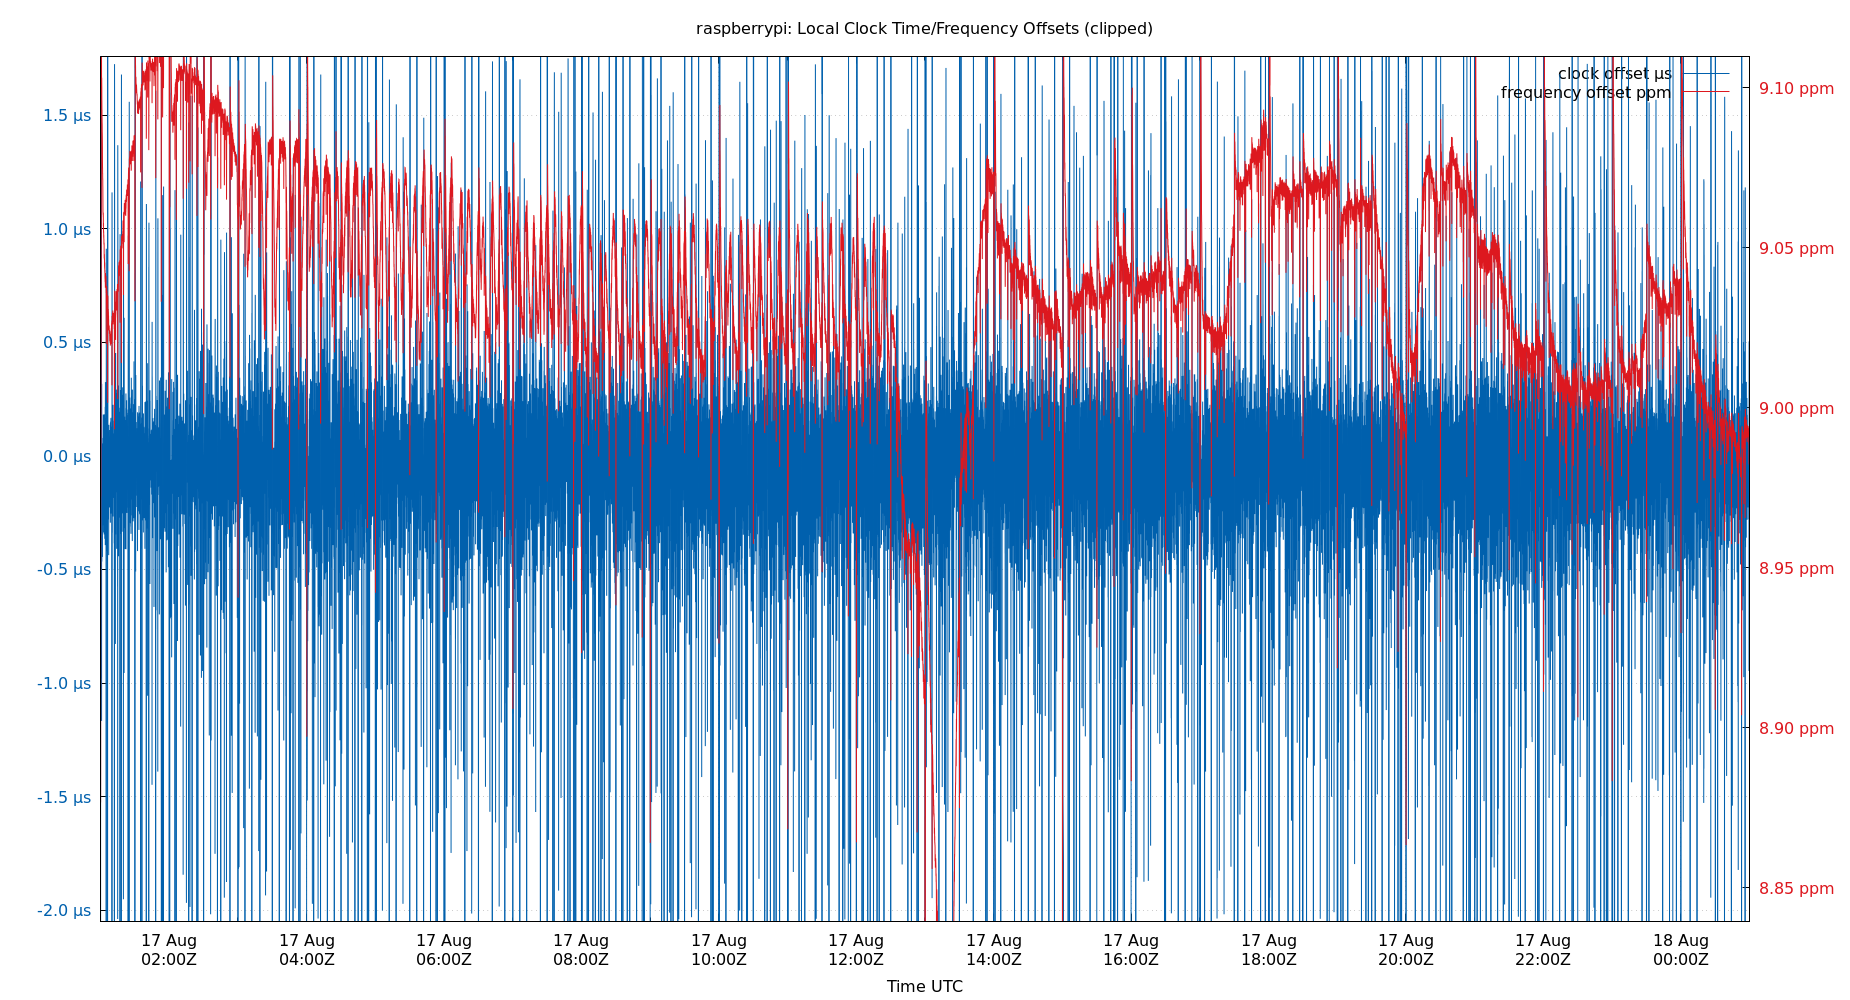 raspberrypi: Local Clock Time/Frequency Offsets (clipped)
clock offset µs
frequency offset ppm
1.5 µs
1.0 µs
0.5 µs
0.0 µs
-0.5 µs
-1.0 µs
-1.5 µs
-2.0 µs
9.10 ppm
9.05 ppm
9.00 ppm
8.95 ppm
8.90 ppm
8.85 ppm
17 Aug 17 Aug 17 Aug 17 Aug 17 Aug 17 Aug 17 Aug 17 Aug 17 Aug 17 Aug 17 Aug 18 Aug
02:00Z 04:00Z 06:00Z 08:00Z 10:00Z 12:00Z 14:00Z 16:00Z 18:00Z 20:00Z 22:00Z 00:00Z
Time UTC